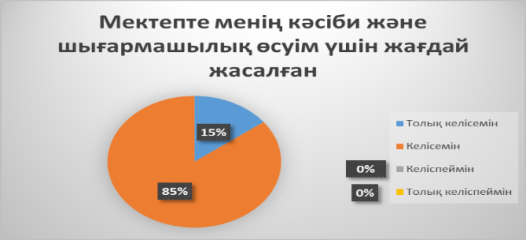 Мектепте менің кәсіби және
шығармашылық өсуім үшін жағдай
жасалған
15%
85%
0%
0%
Толық келісемін
Келісемін
Келіспеймін
Толық келіспеймін